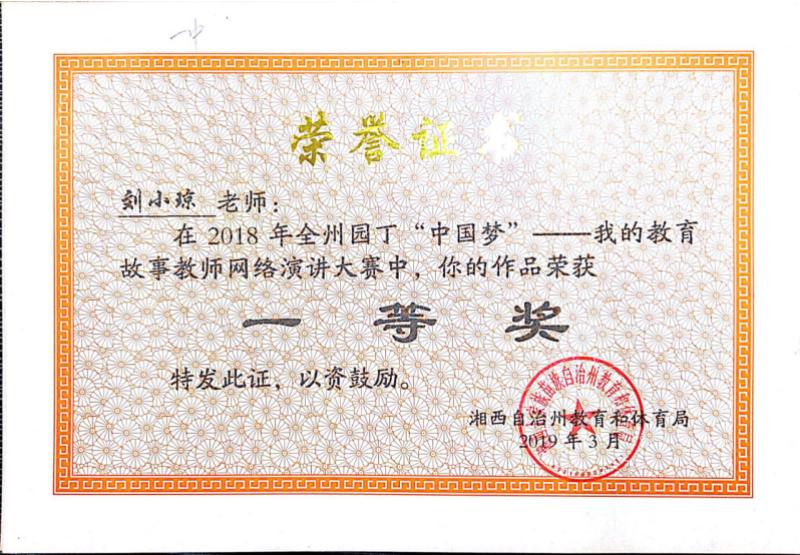 一中
荣誉证书
刘小琼 老师：
在 2018 年全州园丁“中国梦”——我的教育
故事教师网络演讲大赛中，你的作品荣获
一 等 奖
特发此证，以资鼓励。
湘西自治州教育和体育局
2019 年 3 月